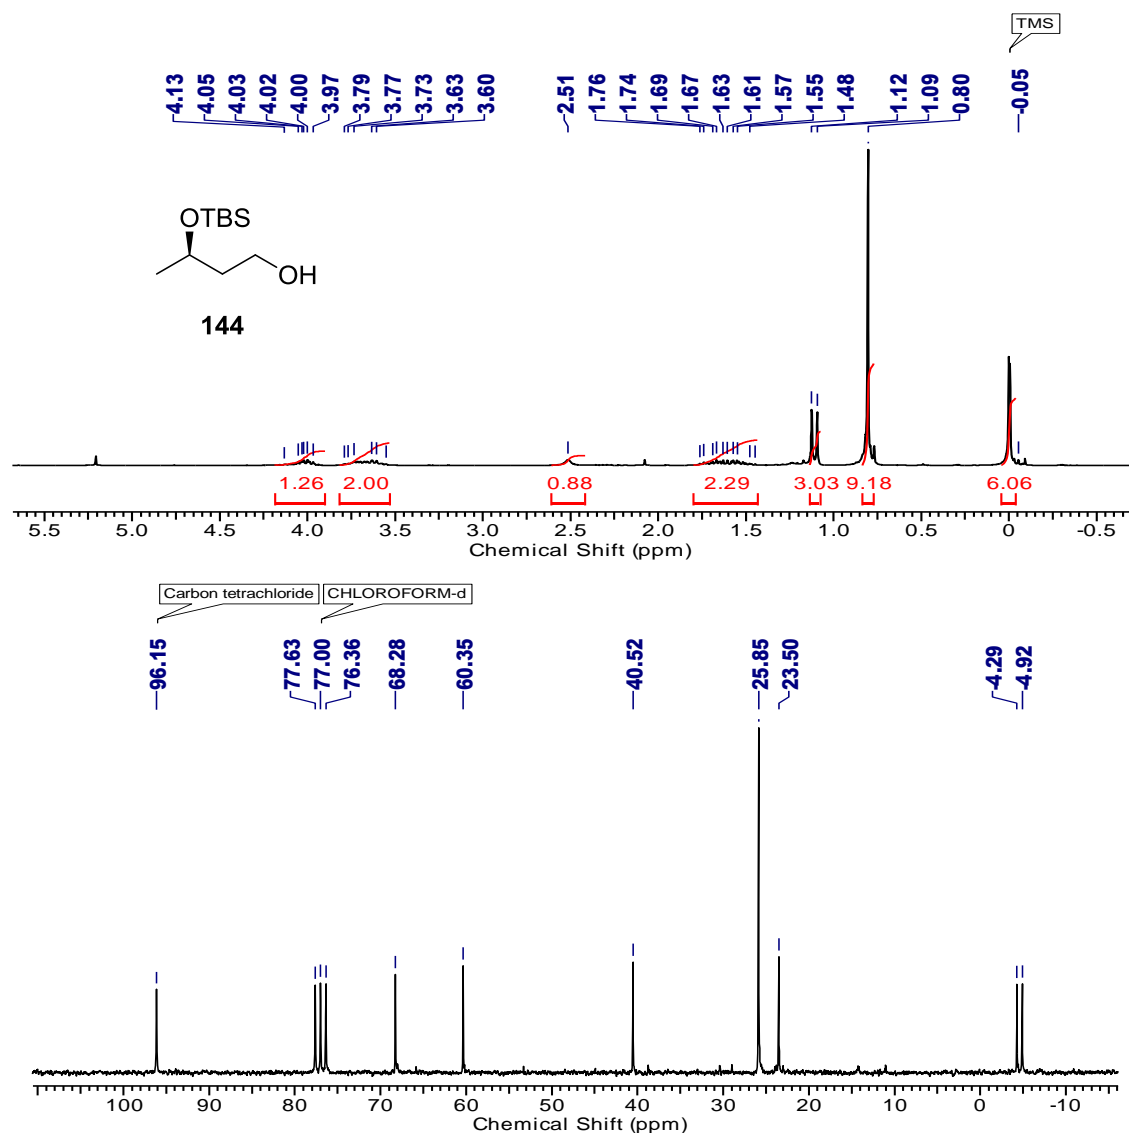 TMS
4.13 4.05 4.03 4.02 4.00 3.97 3.79 3.77 3.73 3.63 3.60 2.51 1.76 1.74 1.69 1.67 1.63 1.61 1.57 1.55 1.48 1.12 1.09 0.80 -0.05
OTBS
OH
144
1.26 2.00 0.88 2.29 3.03 9.18 6.06
5.5 5.0 4.5 4.0 3.5 3.0 2.5 2.0 1.5 1.0 0.5 0 -0.5
Chemical Shift (ppm)
Carbon tetrachloride CHLOROFORM-d
96.15 77.63 77.00 76.36 68.28 60.35 40.52 25.85 23.50 -4.29 -4.92
100 90 80 70 60 50 40 30 20 10 0 -10
Chemical Shift (ppm)